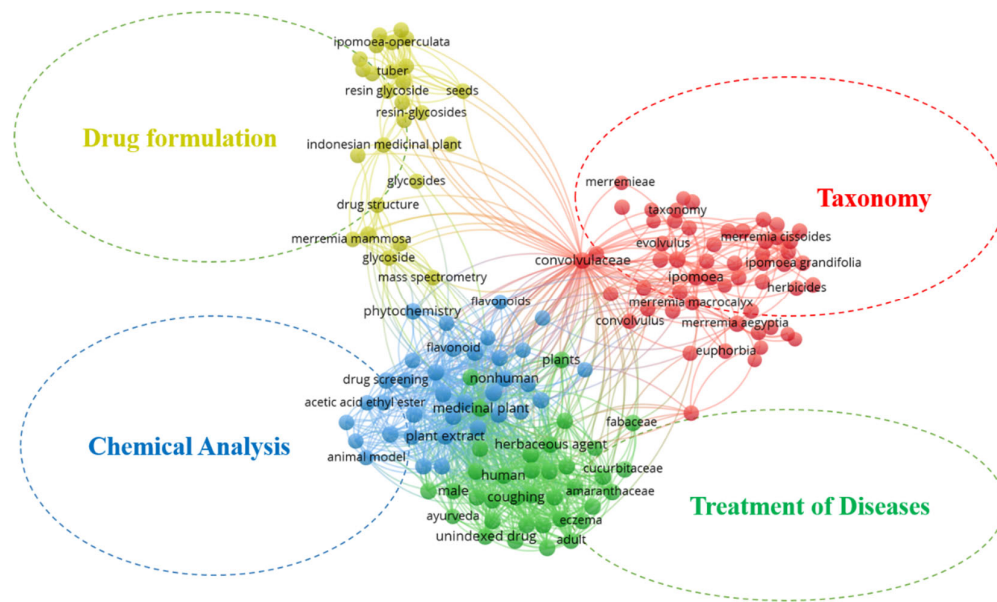 ipomoea-operculata
tuber
resin glycoside
seeds
resin-glycosides
Drug formulation
indonesian medicinal plant
glycosides
drug structure
merremia mammosa
glycoside
mass spectrometry
merremieae
Taxonomy
taxonomy
evolvulus
merremia cissoides
convolvulaceae
ipomoea
ipomoea grandifolia
herbicides
merremia macrocalyx
convolvulus
merremia aegyptia
euphorbia
flavonoids
phytochemistry
flavonoid
plants
drug screening
nonhuman
acetic acid ethyl ester
medicinal plant
Chemical Analysis
plant extract
animal model
fabaceae
herbaceous agent
human
cucurbitaceae
male
coughing
amaranthaceae
Treatment of Diseases
ayurveda
eczema
unindexed drug
adult